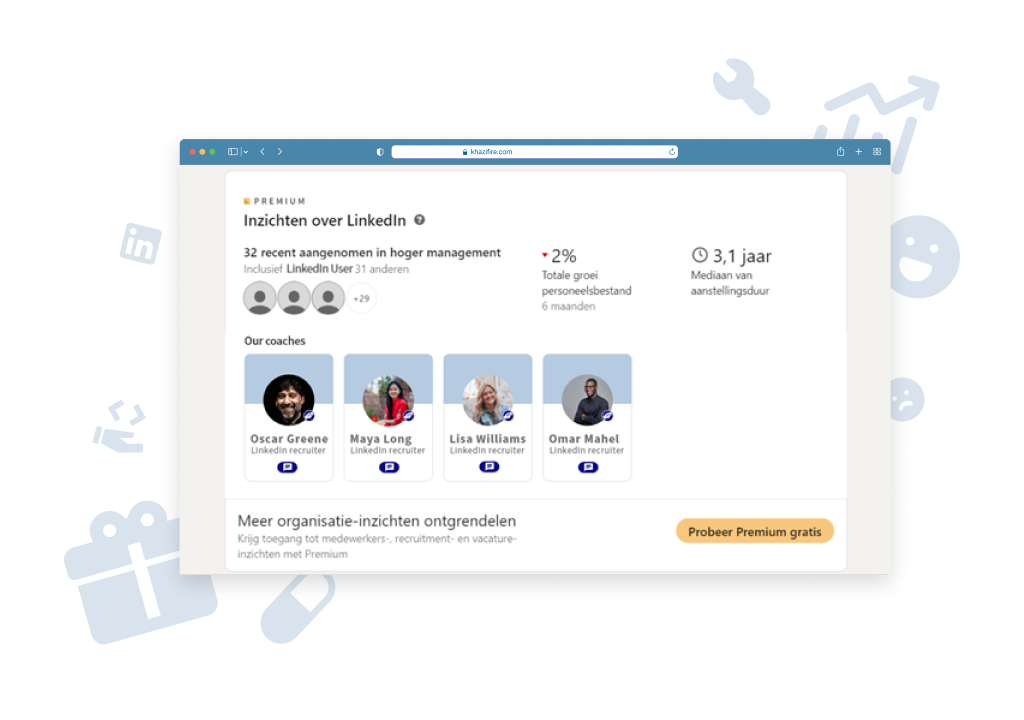 khazifire.com
PREMIUM
Inzichten over LinkedIn ?
32 recent aangenomen in hoger management
Inclusief LinkedIn User 31 anderen
+29
2%
Totale groei
personeelsbestand
6 maanden
3,1 jaar
Mediaan van
aanstellingsduur
Our coaches
Oscar Greene
LinkedIn recruiter
Maya Long
LinkedIn recruiter
Lisa Williams
LinkedIn recruiter
Omar Mahel
LinkedIn recruiter
Meer organisatie-inzichten ontgrendelen
Krijg toegang tot medewerkers-, recruitment- en vacature-
inzichten met Premium
Probeer Premium gratis
in